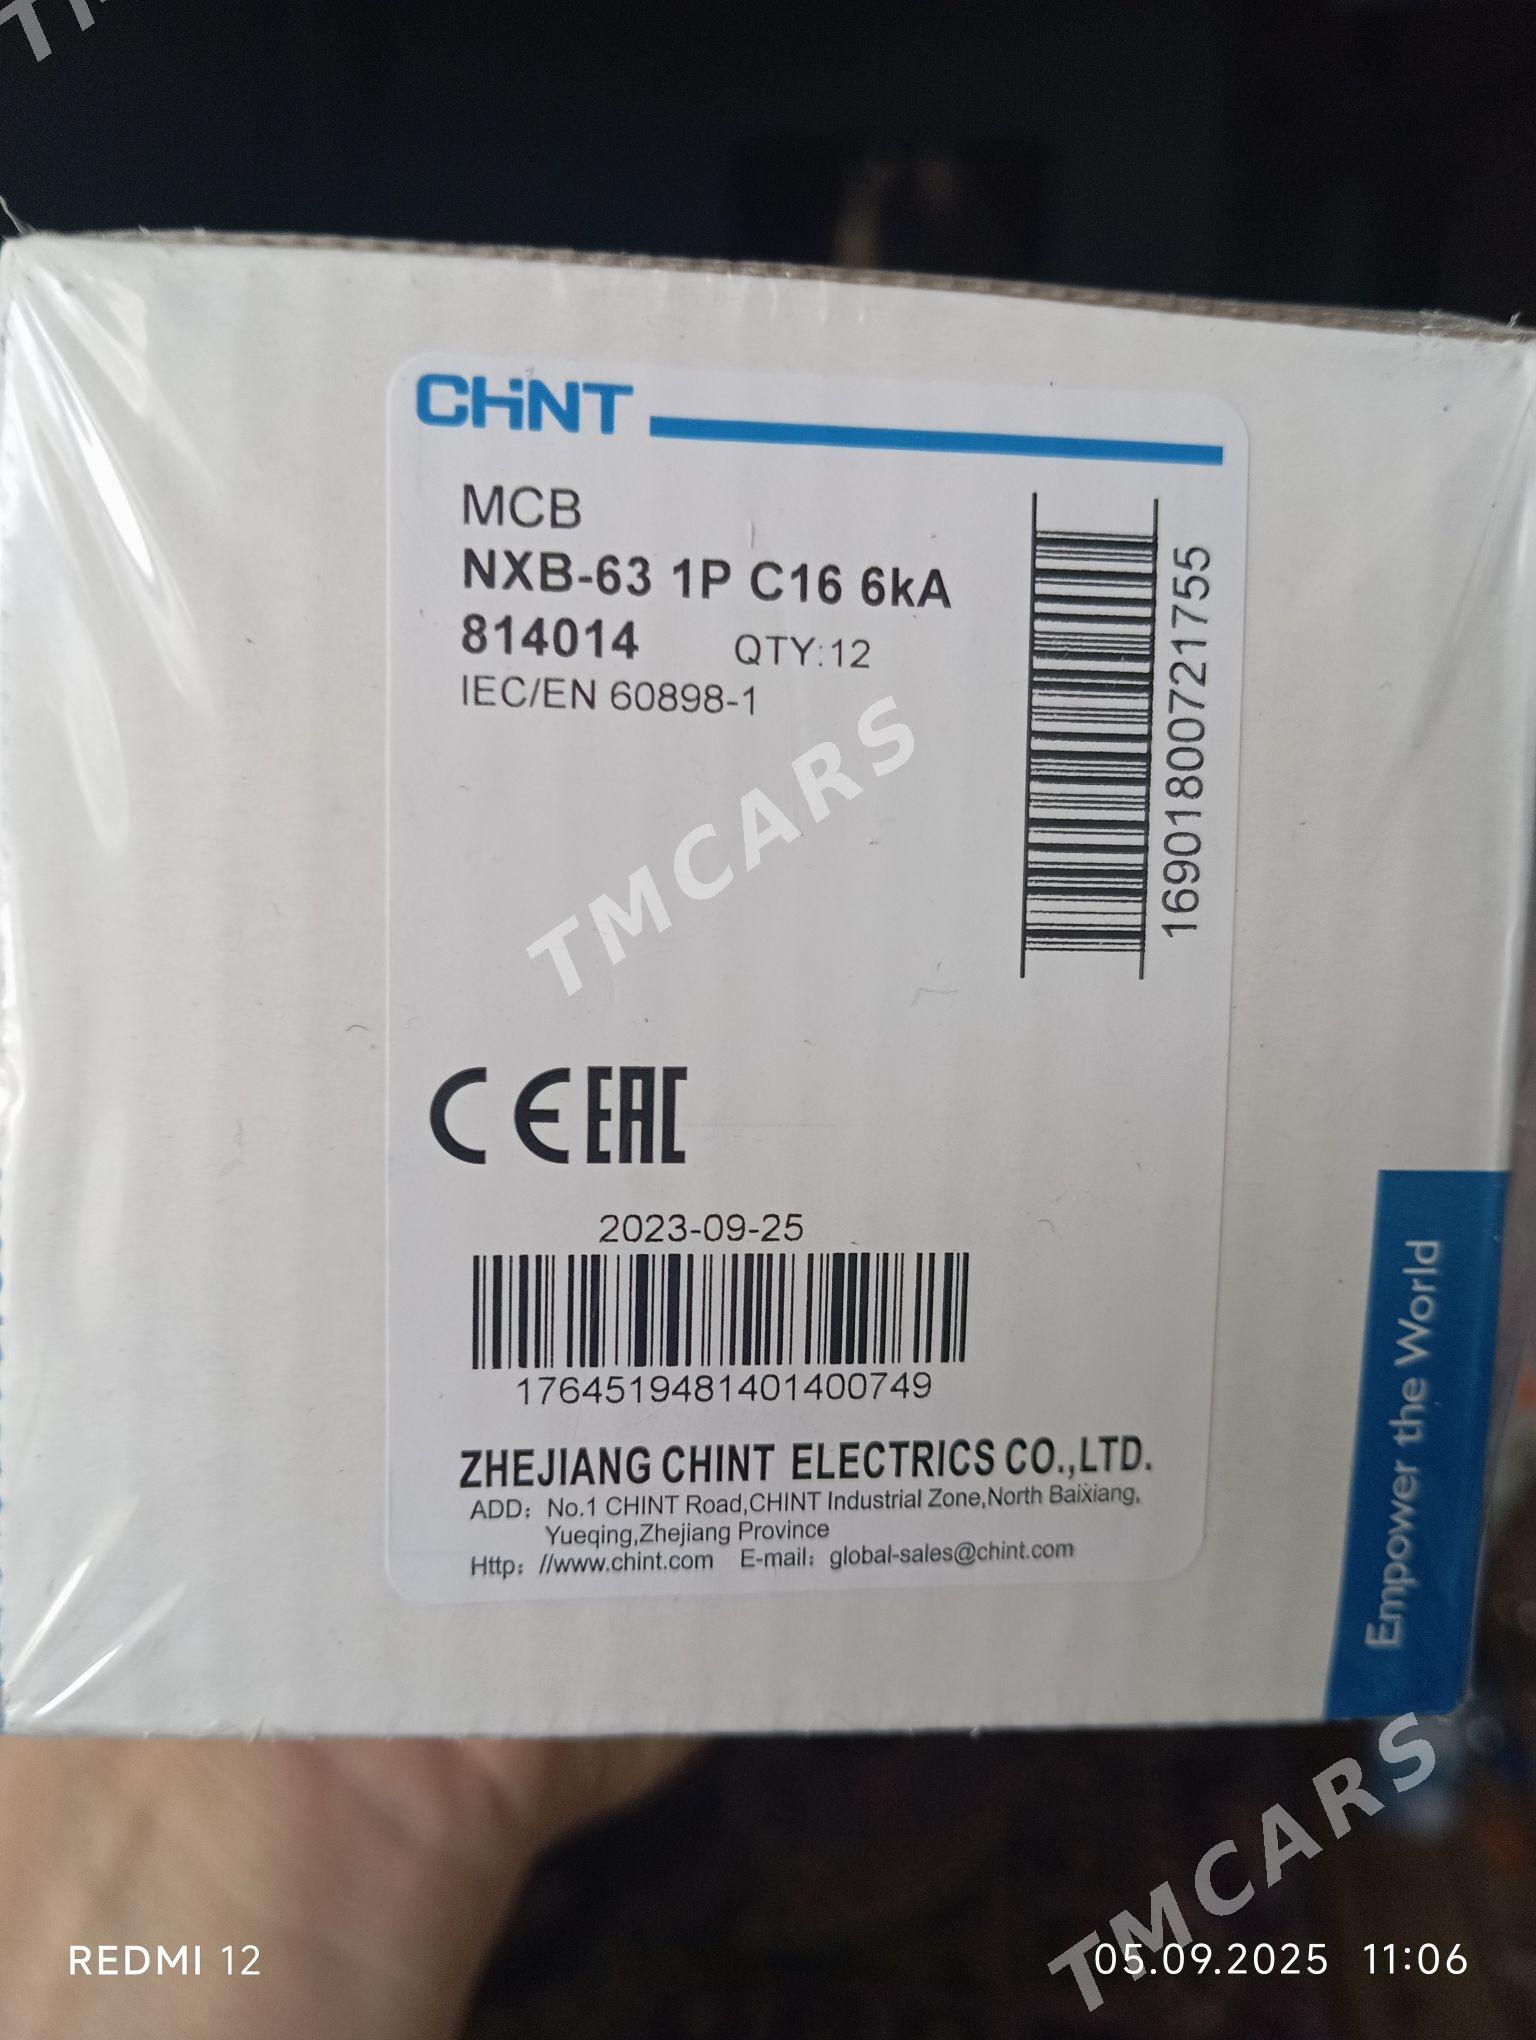 CHiNT
MCB
NXB-63 1P C16 6kA
814014 QTY:12
IEC/EN 60898-1
16901800721755
CE EAC
2023-09-25
1764519481401400749
ZHEJIANG CHINT ELECTRICS CO.,LTD.
ADD: No.1 CHINT Road,CHINT Industrial Zone,North Baixiang,
Yueqing,Zhejiang Province
Http: //www.chint.com E-mail: global-sales@chint.com
Empower the World
TMCARS
TMCARS
REDMI 12
05.09.2025 11:06